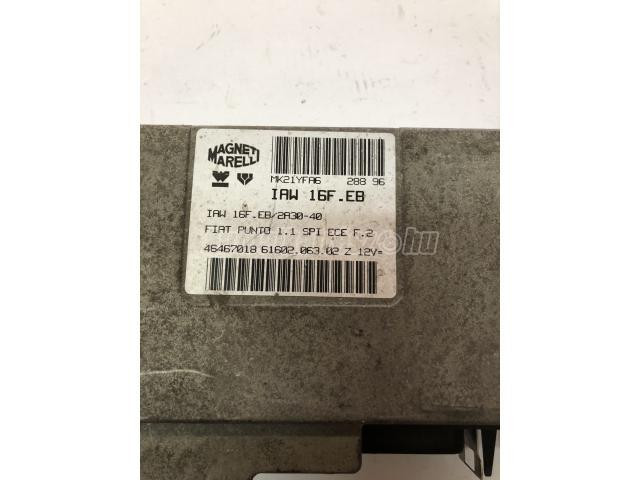 MAGNETI
MARELLI
MK21YFA6 288 96
IAW 16F.EB
IAW 16F.EB/2A30-40
FIAT PUNTO 1.1 SPI ECE F.2
46467018 61602.063.02 Z 12V=